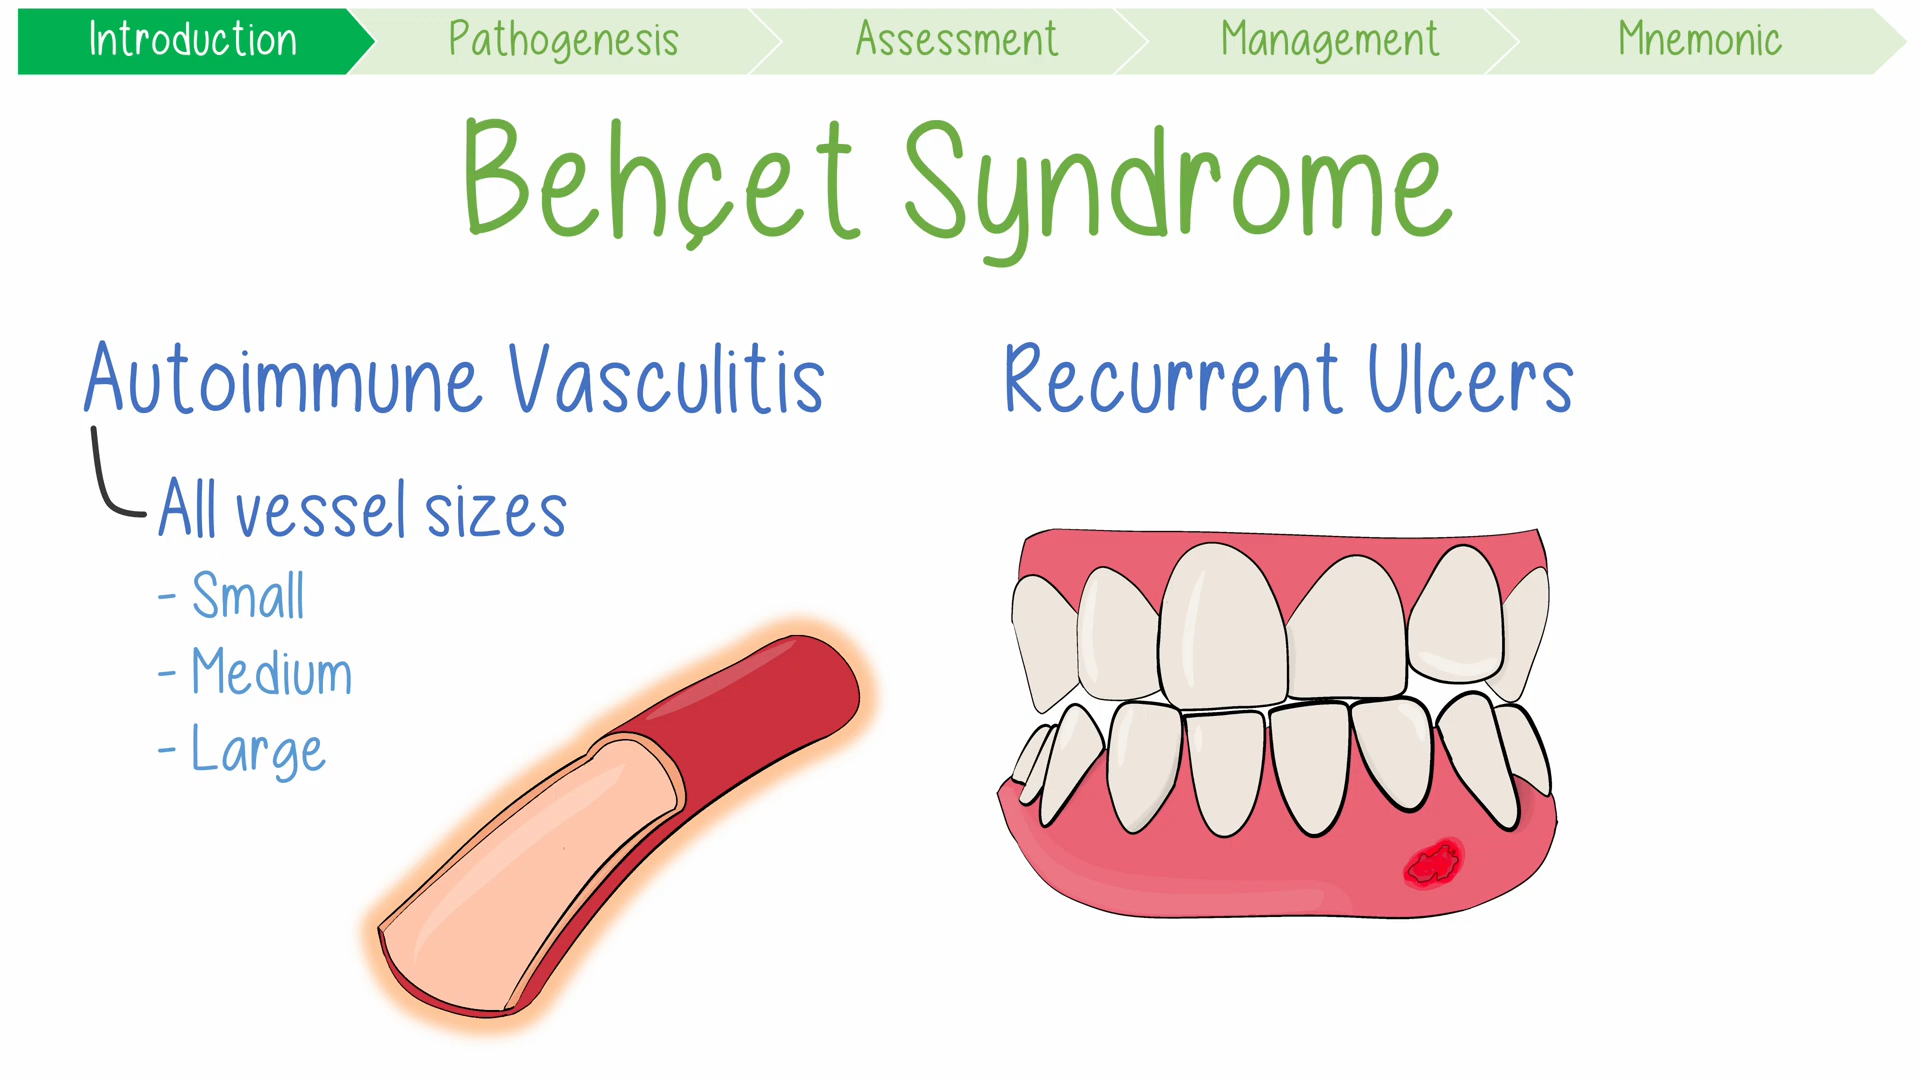 Introduction
Pathogenesis
Assessment
Management
Mnemonic
Behçet Syndrome
Autoimmune Vasculitis
All vessel sizes
- Small
- Medium
- Large
Recurrent Ulcers